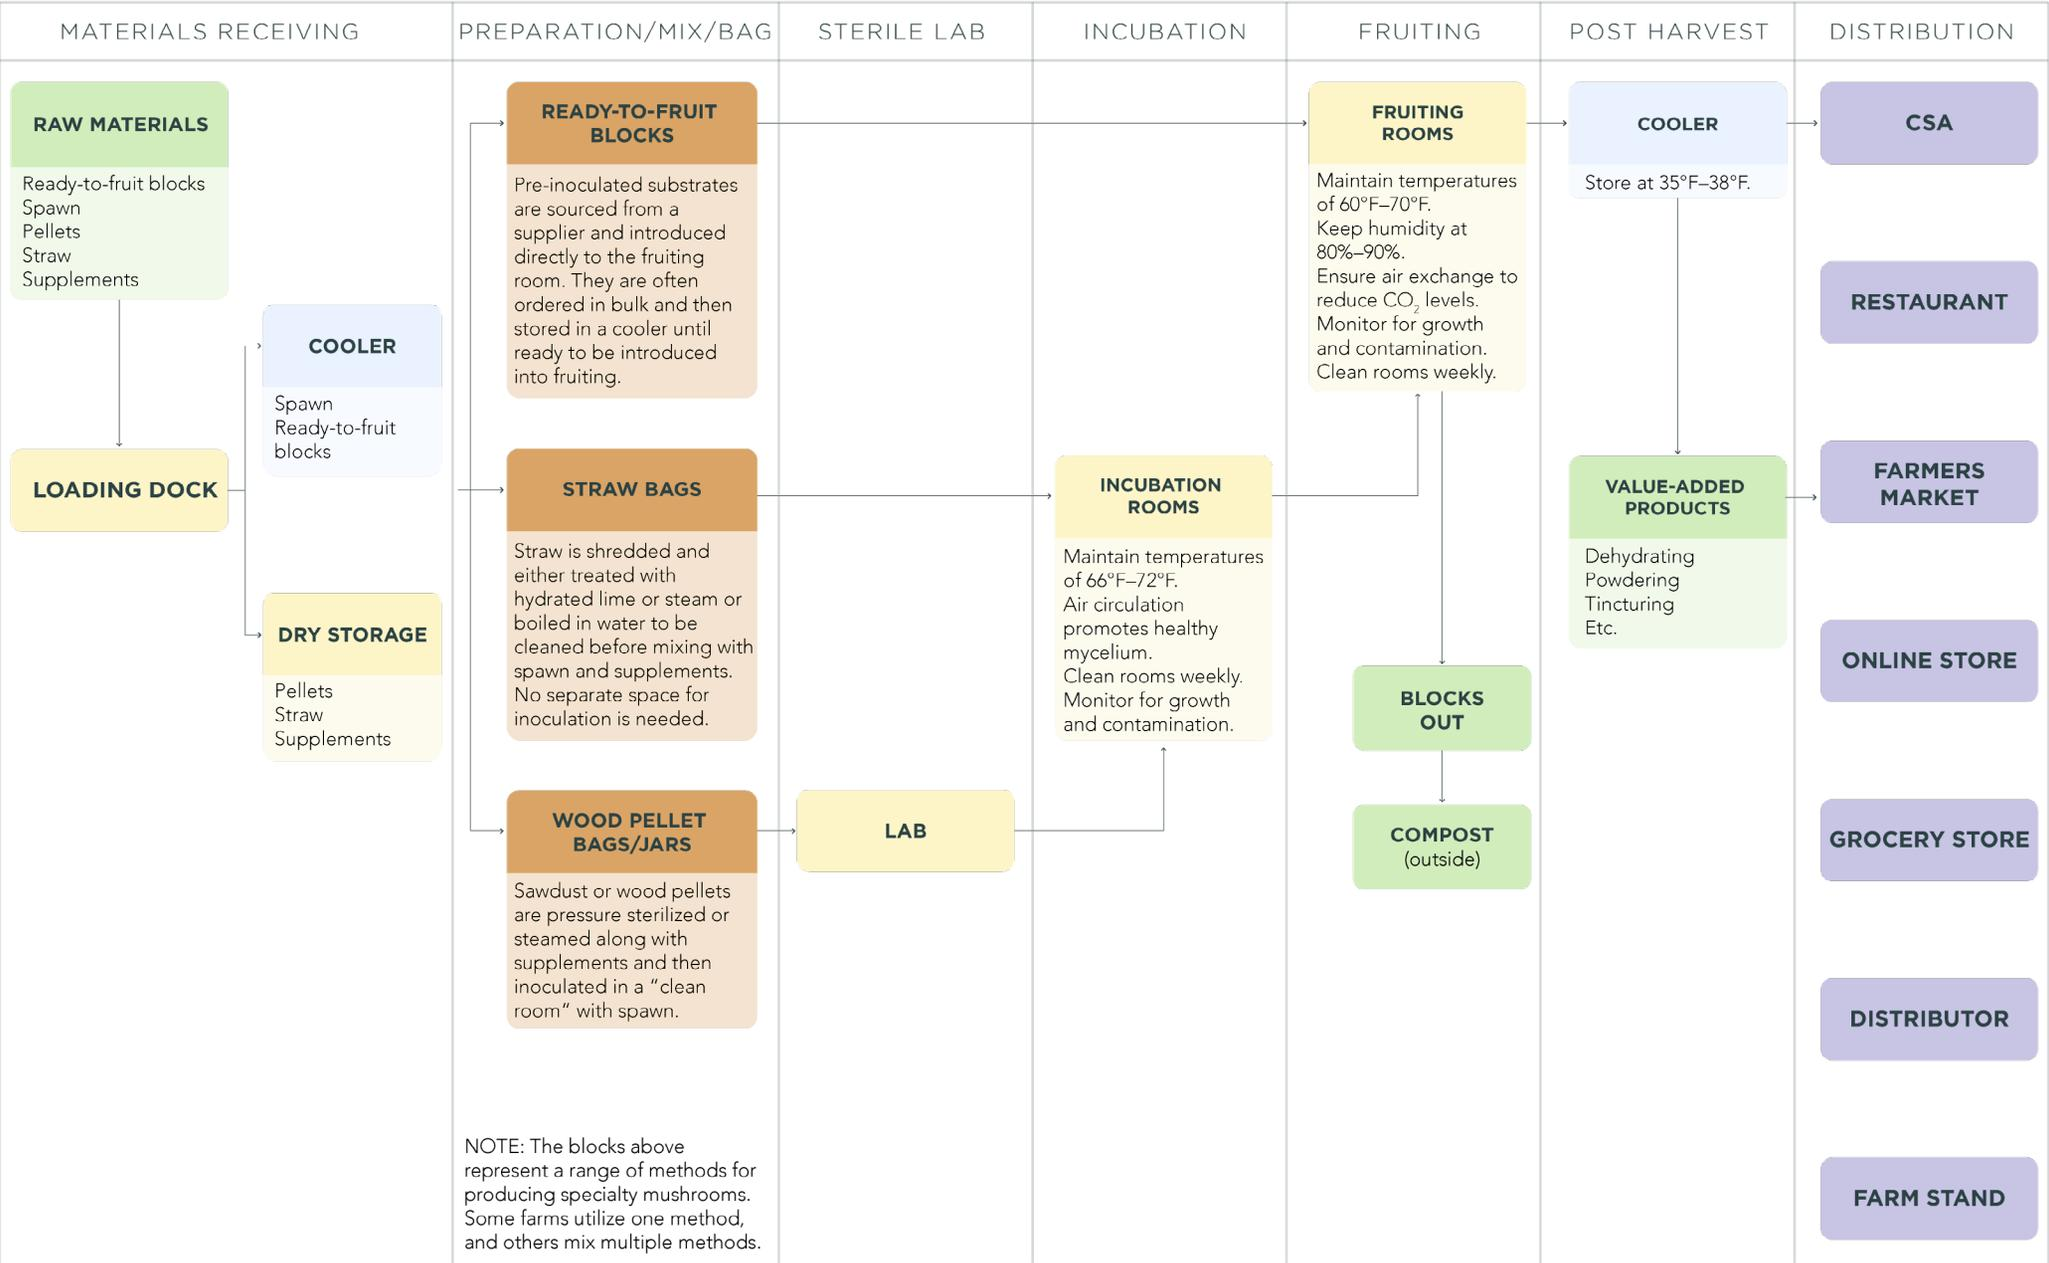 MATERIALS RECEIVING
PREPARATION/MIX/BAG
STERILE LAB
INCUBATION
FRUITING
POST HARVEST
DISTRIBUTION
RAW MATERIALS
Ready-to-fruit blocks
Spawn
Pellets
Straw
Supplements
LOADING DOCK
COOLER
Spawn
Ready-to-fruit
blocks
DRY STORAGE
Pellets
Straw
Supplements
READY-TO-FRUIT
BLOCKS
Pre-inoculated substrates
are sourced from a
supplier and introduced
directly to the fruiting
room. They are often
ordered in bulk and then
stored in a cooler until
ready to be introduced
into fruiting.
STRAW BAGS
Straw is shredded and
either treated with
hydrated lime or steam or
boiled in water to be
cleaned before mixing with
spawn and supplements.
No separate space for
inoculation is needed.
WOOD PELLET
BAGS/JARS
Sawdust or wood pellets
are pressure sterilized or
steamed along with
supplements and then
inoculated in a “clean
room“ with spawn.
NOTE: The blocks above
represent a range of methods for
producing specialty mushrooms.
Some farms utilize one method,
and others mix multiple methods.
LAB
INCUBATION
ROOMS
Maintain temperatures
of 66°F–72°F.
Air circulation
promotes healthy
mycelium.
Clean rooms weekly.
Monitor for growth
and contamination.
FRUITING
ROOMS
Maintain temperatures
of 60°F–70°F.
Keep humidity at
80%–90%.
Ensure air exchange to
reduce CO₂ levels.
Monitor for growth
and contamination.
Clean rooms weekly.
BLOCKS
OUT
COMPOST
(outside)
COOLER
Store at 35°F–38°F.
VALUE-ADDED
PRODUCTS
Dehydrating
Powdering
Tincturing
Etc.
CSA
RESTAURANT
FARMERS
MARKET
ONLINE STORE
GROCERY STORE
DISTRIBUTOR
FARM STAND